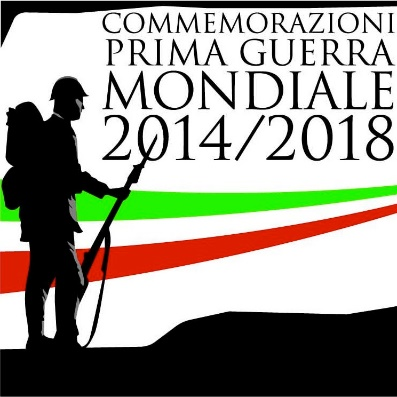 COMMEMORAZIONI
PRIMA GUERRA
MONDIALE
2014/2018